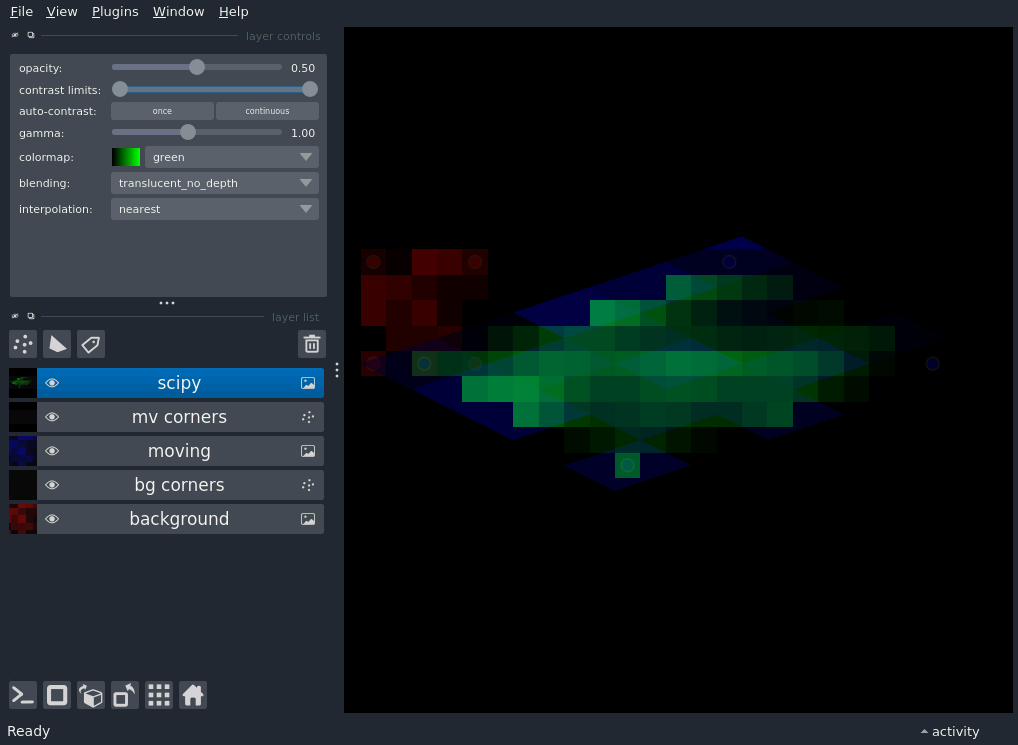 File View Plugins Window Help
layer controls
opacity: 0.50
contrast limits:
auto-contrast: once continuous
gamma: 1.00
colormap: green
blending: translucent_no_depth
interpolation: nearest
layer list
scipy
mv corners
moving
bg corners
background
Ready
activity